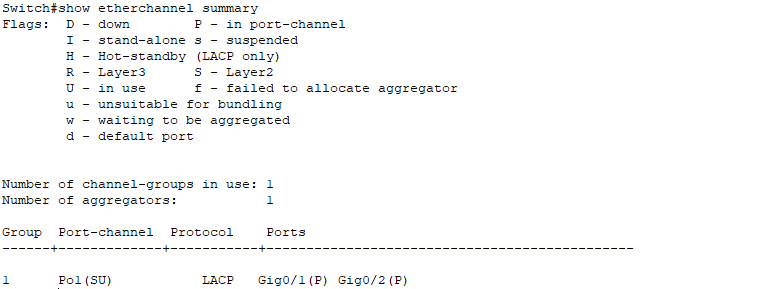 Switch#show etherchannel summary
Flags:  D - down        P - in port-channel
        I - stand-alone s - suspended
        H - Hot-standby (LACP only)
        R - Layer3      S - Layer2
        U - in use      f - failed to allocate aggregator
        u - unsuitable for bundling
        w - waiting to be aggregated
        d - default port
Number of channel-groups in use: 1
Number of aggregators:           1
Group  Port-channel  Protocol    Ports
------+-------------+-----------+----------------------------------------------
1      Po1(SU)           LACP   Gig0/1(P) Gig0/2(P)